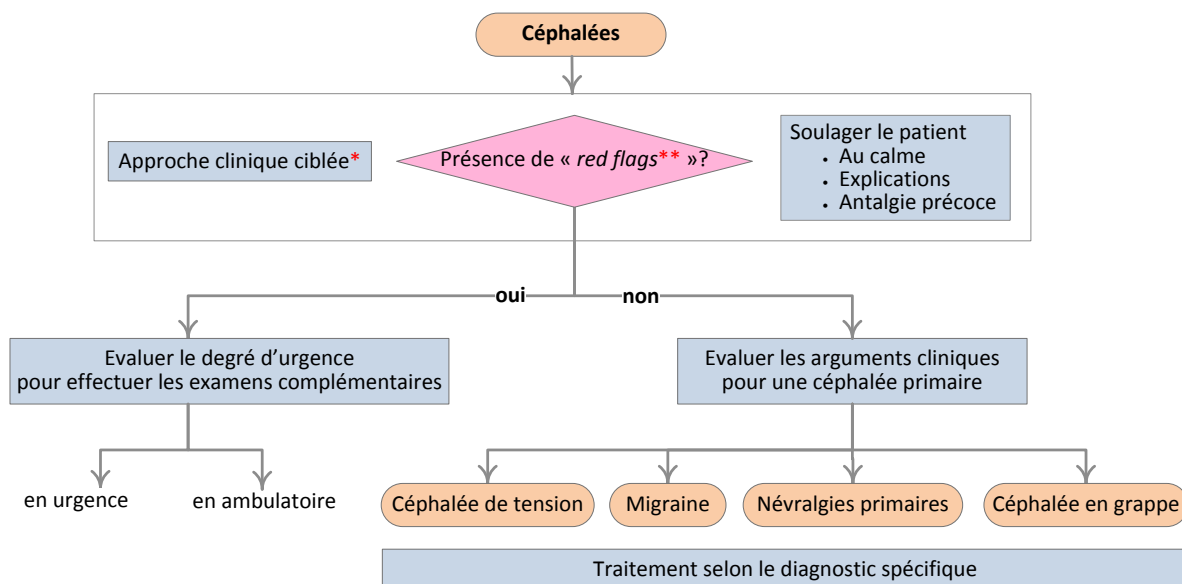 Céphalées
Approche clinique ciblée*
Présence de « red flags** »?
Soulager le patient
• Au calme
• Explications
• Antalgie précoce
oui
non
Evaluer le degré d’urgence
pour effectuer les examens complémentaires
Evaluer les arguments cliniques
pour une céphalée primaire
en urgence
en ambulatoire
Céphalée de tension
Migraine
Névralgies primaires
Céphalée en grappe
Traitement selon le diagnostic spécifique